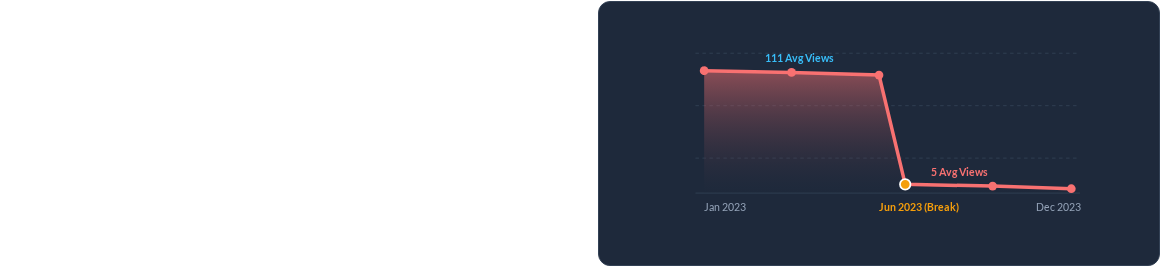 111 Avg Views
5 Avg Views
Jan 2023
Jun 2023 (Break)
Dec 2023